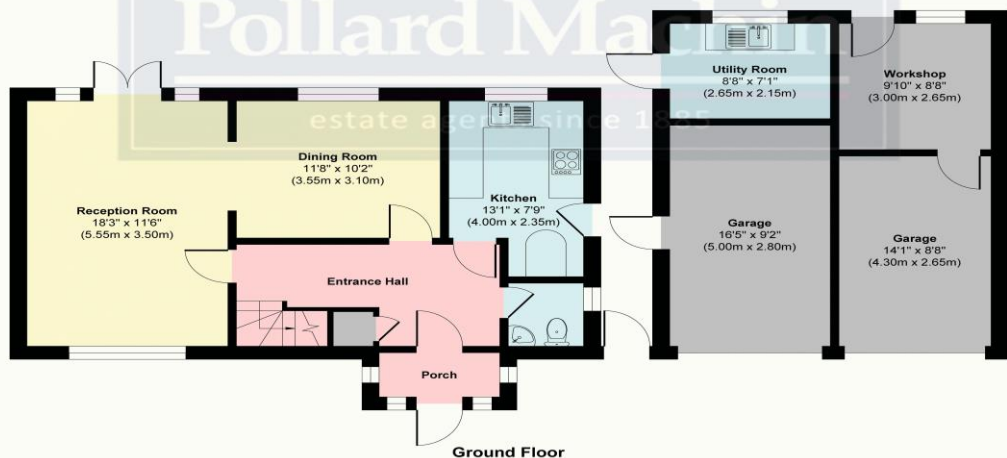 Pollard Machin
estate agents since 1885
Utility Room
8'8" x 7'1"
(2.65m x 2.15m)
Workshop
9'10" x 8'8"
(3.00m x 2.65m)
Dining Room
11'8" x 10'2"
(3.55m x 3.10m)
Reception Room
18'3" x 11'6"
(5.55m x 3.50m)
Kitchen
13'1" x 7'9"
(4.00m x 2.35m)
Garage
16'5" x 9'2"
(5.00m x 2.80m)
Garage
14'1" x 8'8"
(4.30m x 2.65m)
Entrance Hall
Porch
Ground Floor